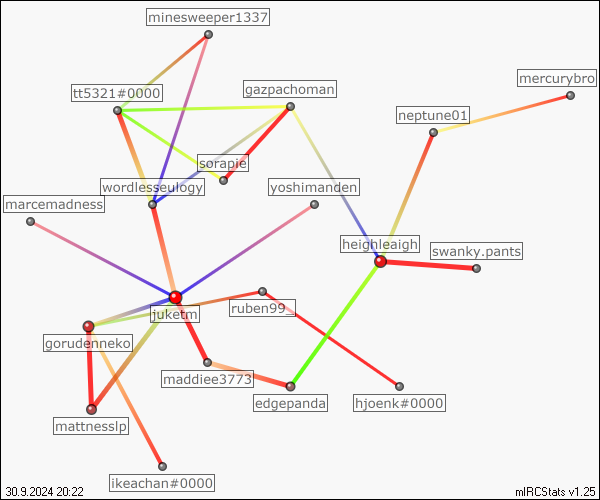 minesweeper1337
mercurybro
tt5321#0000
gazpachoman
neptune01
sorapie
wordlesseulogy
yoshimanden
marcemadness
heighleaigh
swanky.pants
ruben99_
juketm
gorudenneko
maddiee3773
edgepanda
hjoenk#0000
mattnesslp
ikeachan#0000
30.9.2024 20:22
mIRCStats v1.25